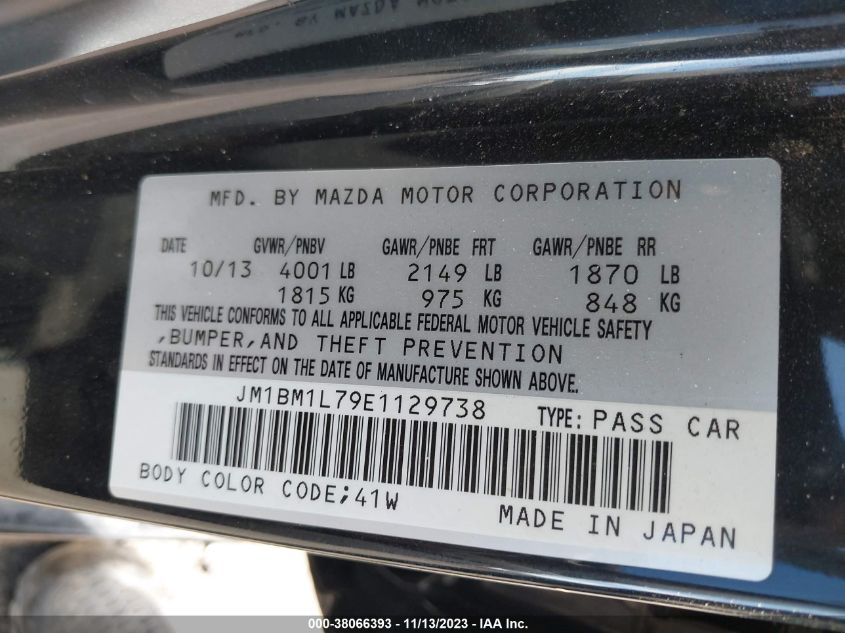 MFD. BY MAZDA MOTOR CORPORATION
DATE GVWR/PNBV GAWR/PNBE FRT GAWR/PNBE RR
10/13 4001 LB 2149 LB 1870 LB
1815 KG 975 KG 848 KG
THIS VEHICLE CONFORMS TO ALL APPLICABLE FEDERAL MOTOR VEHICLE SAFETY
,BUMPER,AND THEFT PREVENTION
STANDARDS IN EFFECT ON THE DATE OF MANUFACTURE SHOWN ABOVE.
JM1BM1L79E1129738 TYPE: PASS CAR
BODY COLOR CODE;41W
MADE IN JAPAN
000-38066393 - 11/13/2023 - IAA Inc.